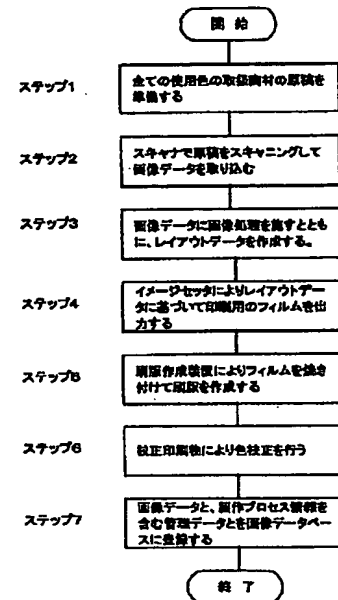 開 始
ステップ1
全ての使用色の取扱商材の原稿を
準備する
ステップ2
スキャナで原稿をスキャニングして
画像データを取り込む
ステップ3
画像データに画像処理を施すととも
に、レイアウトデータを作成する。
ステップ4
イメージセッタによりレイアウトデー
タに基づいて印刷用のフィルムを出
力する
ステップ5
刷版作成装置によりフィルムを焼き
付けて刷版を作成する
ステップ6
校正印刷物により色校正を行う
ステップ7
画像データと、製作プロセス情報を
含む管理データとを画像データベー
スに登録する
終 了